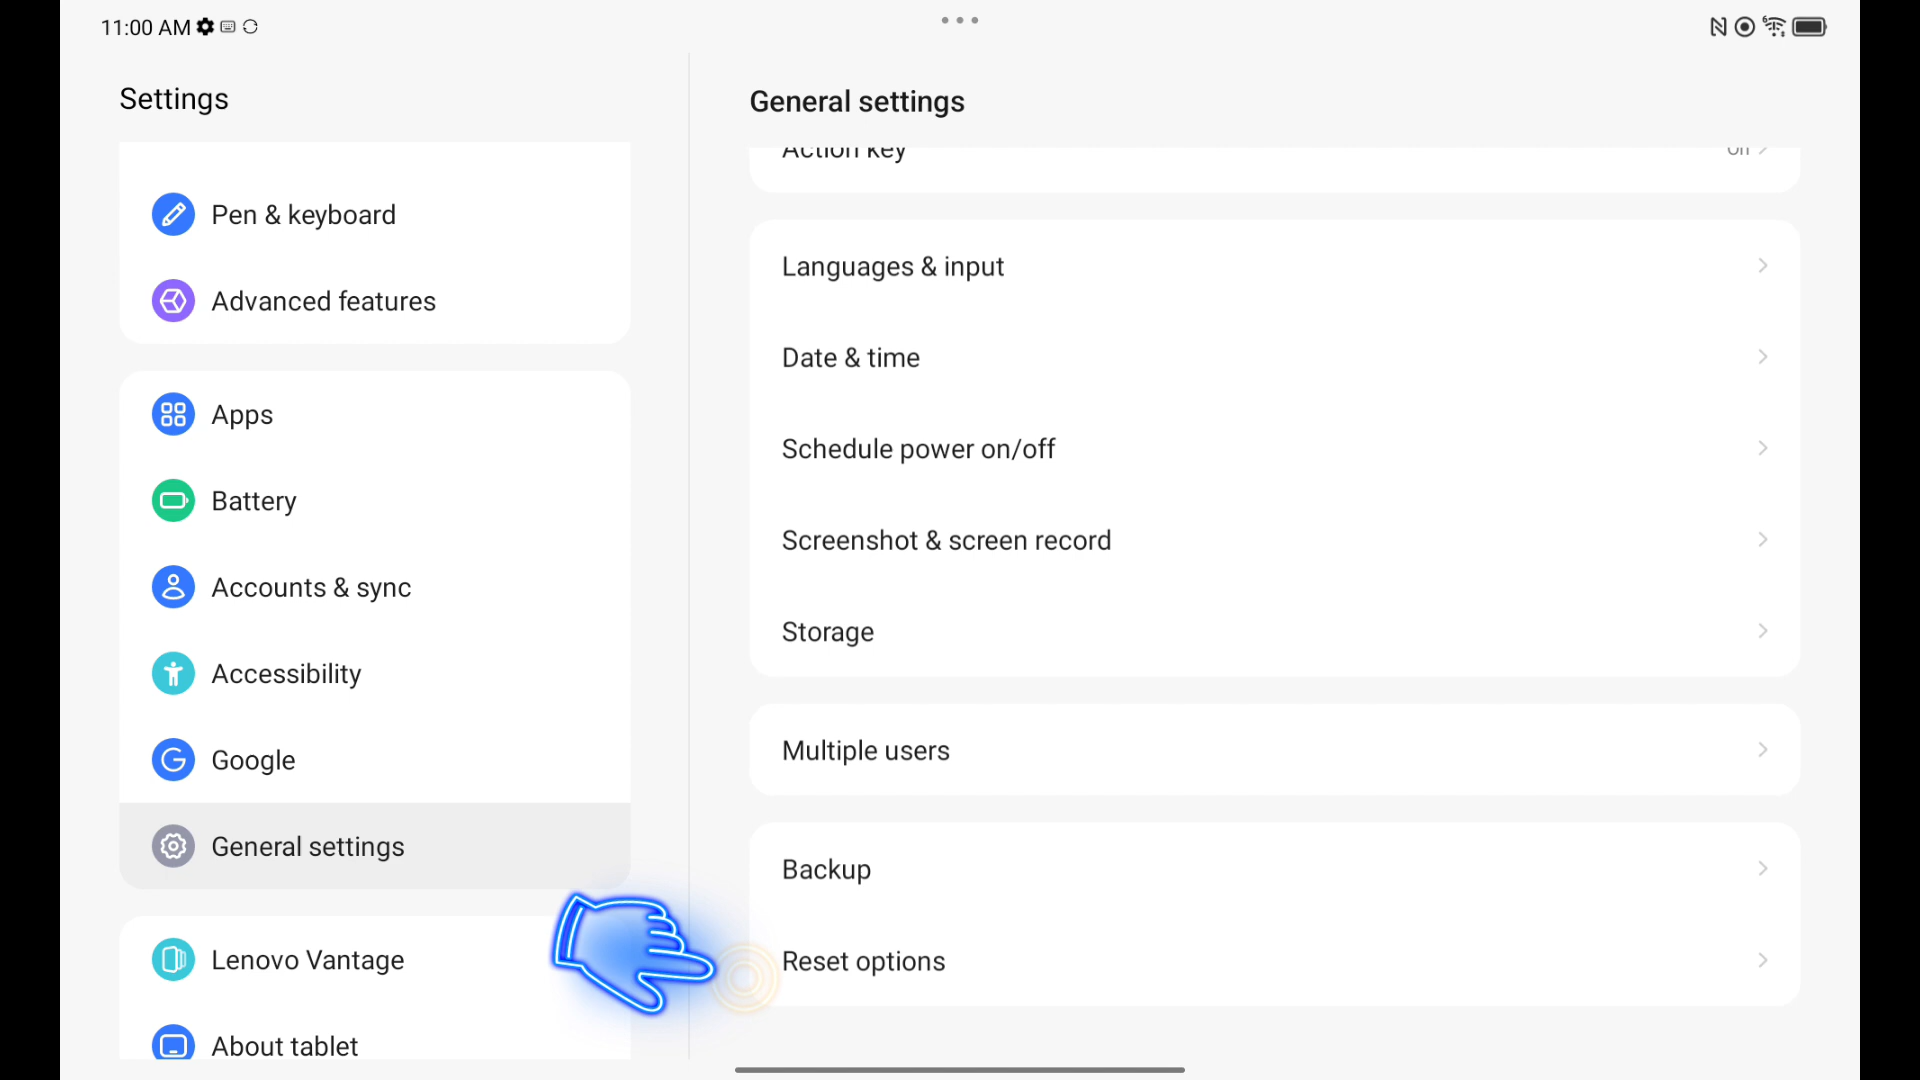 11:00 AM
Settings
Pen & keyboard
Advanced features
Apps
Battery
Accounts & sync
Accessibility
Google
General settings
Lenovo Vantage
About tablet
General settings
Action key
Languages & input
Date & time
Schedule power on/off
Screenshot & screen record
Storage
Multiple users
Backup
Reset options